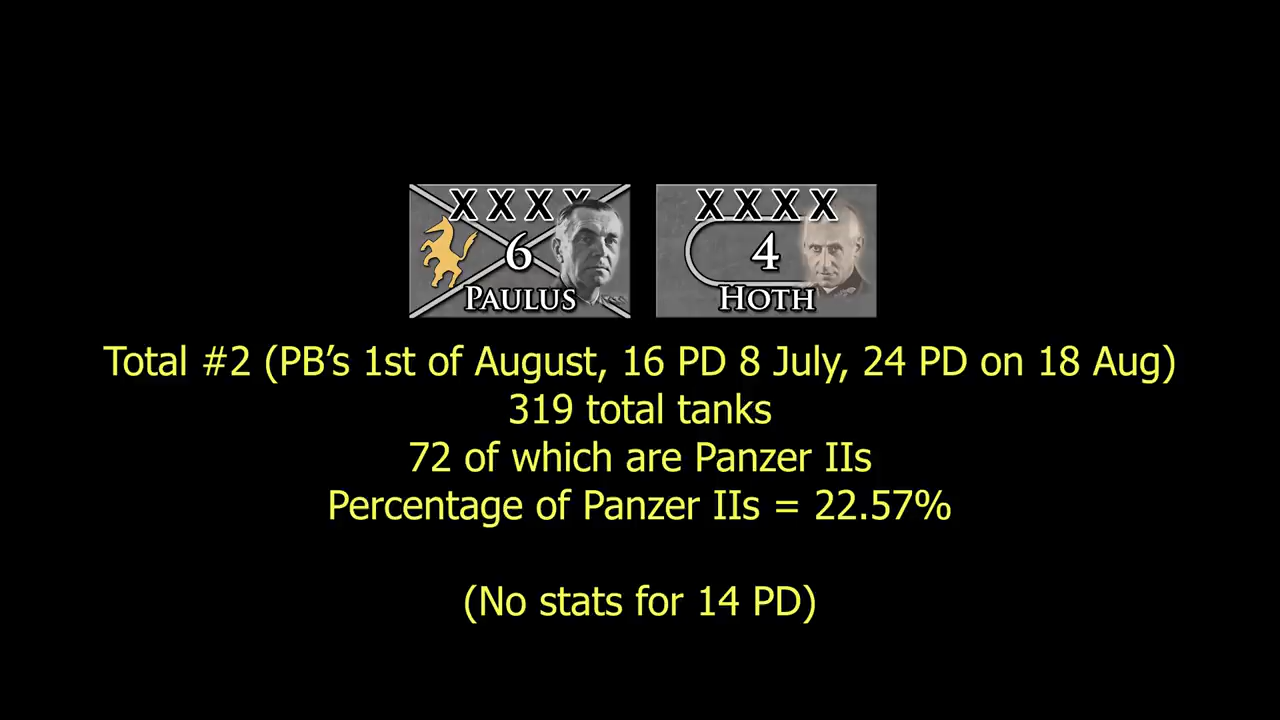 XXXX
6
PAULUS
XXXX
4
HOTH
Total #2 (PB’s 1st of August, 16 PD 8 July, 24 PD on 18 Aug)
319 total tanks
72 of which are Panzer IIs
Percentage of Panzer IIs = 22.57%
(No stats for 14 PD)